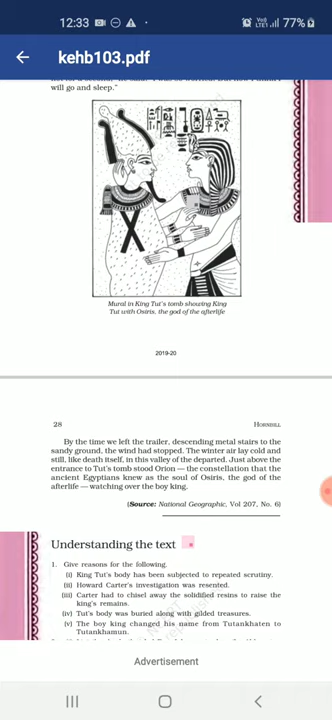 12:33
77%
kehb103.pdf
will go and sleep."
Mural in King Tut's tomb showing King
Tut with Osiris, the god of the afterlife
2019-20
28
HORNBILL
By the time we left the trailer, descending metal stairs to the
sandy ground, the wind had stopped. The winter air lay cold and
still, like death itself, in this valley of the departed. Just above the
entrance to Tut's tomb stood Orion — the constellation that the
ancient Egyptians knew as the soul of Osiris, the god of the
afterlife — watching over the boy king.
(Source: National Geographic, Vol 207, No. 6)
Understanding the text
1. Give reasons for the following.
(i) King Tut's body has been subjected to repeated scrutiny.
(ii) Howard Carter's investigation was resented.
(iii) Carter had to chisel away the solidified resins to raise the
king's remains.
(iv) Tut's body was buried along with gilded treasures.
(v) The boy king changed his name from Tutankhaten to
Tutankhamun.
Advertisement